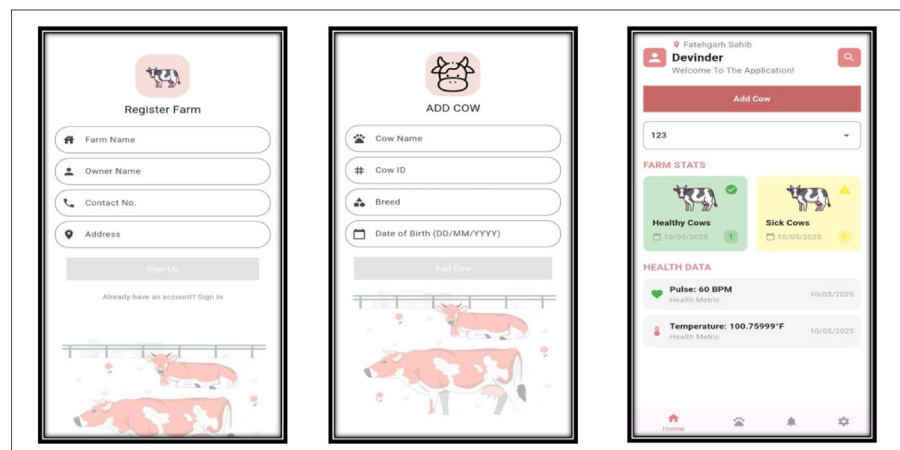 Register Farm
Farm Name
Owner Name
Contact No.
Address
Sign Up
Already have an account? Sign In
ADD COW
Cow Name
Cow ID
Breed
Date of Birth (DD/MM/YYYY)
Add Cow
Fatehgarh Sahib
Devinder
Welcome To The Application!
Add Cow
123
FARM STATS
Healthy Cows
10/05/2025 1
Sick Cows
10/05/2025
HEALTH DATA
Pulse: 60 BPM
Health Metric
10/05/2025
Temperature: 100.75999°F
Health Metric
10/05/2025
Home